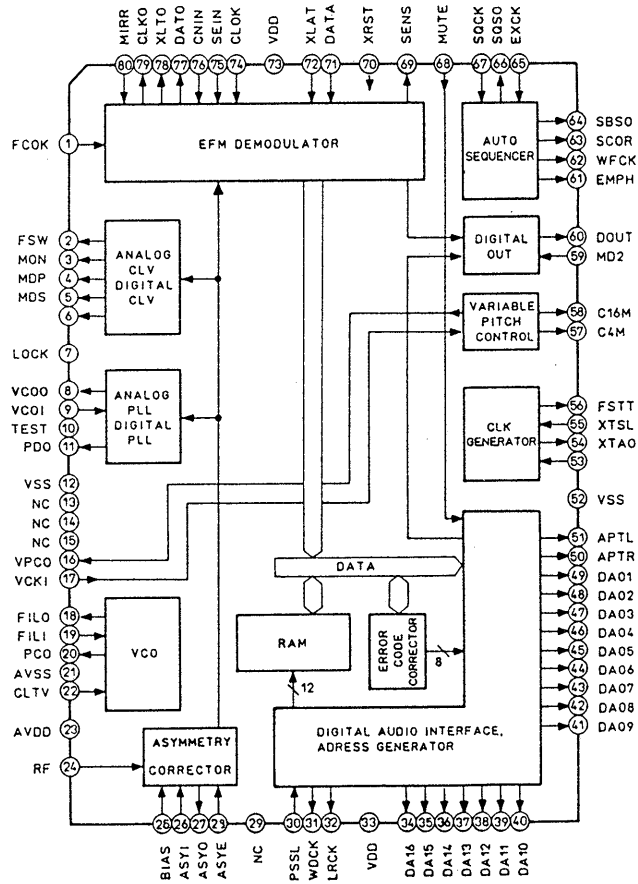 MIRR CLKO XLTO DATO CNIN SEIN CLOK VDD XLAT DATA XRST SENS MUTE SQCK SQSO EXCK
80 79 78 77 76 75 74 73 72 71 70 69 68 67 66 65
EFM DEMODULATOR
AUTO
SEQUENCER
FCOK 1
64 SBSO
63 SCOR
62 WFCK
61 EMPH
FSW 2
MON 3
MDP 4
MDS 5
6
ANALOG
CLV
DIGITAL
CLV
DIGITAL
OUT
60 DOUT
59 MD2
VARIABLE
PITCH
CONTROL
58 C16M
57 C4M
LOCK 7
VCOO 8
VCOI 9
TEST 10
PDO 11
ANALOG
PLL
DIGITAL
PLL
CLK
GENERATOR
56 FSTT
55 XTSL
54 XTAO
53
VSS 12
NC 13
NC 14
NC 15
VPCO 16
VCKI 17
52 VSS
51 APTL
50 APTR
49 DA01
48 DA02
47 DA03
46 DA04
45 DA05
44 DA06
43 DA07
42 DA08
41 DA09
DATA
FILO 18
FILI 19
PCO 20
AVSS 21
CLTV 22
VCO
RAM
ERROR
CODE
CORRECTOR
8
12
AVDD 23
RF 24
ASYMMETRY
CORRECTOR
DIGITAL AUDIO INTERFACE,
ADRESS GENERATOR
25 26 27 29 29 30 31 32 33 34 35 36 37 38 39 40
BIAS ASYI ASYO ASYE NC PSSL WDCK LRCK VDD DA16 DA15 DA14 DA13 DA12 DA11 DA10